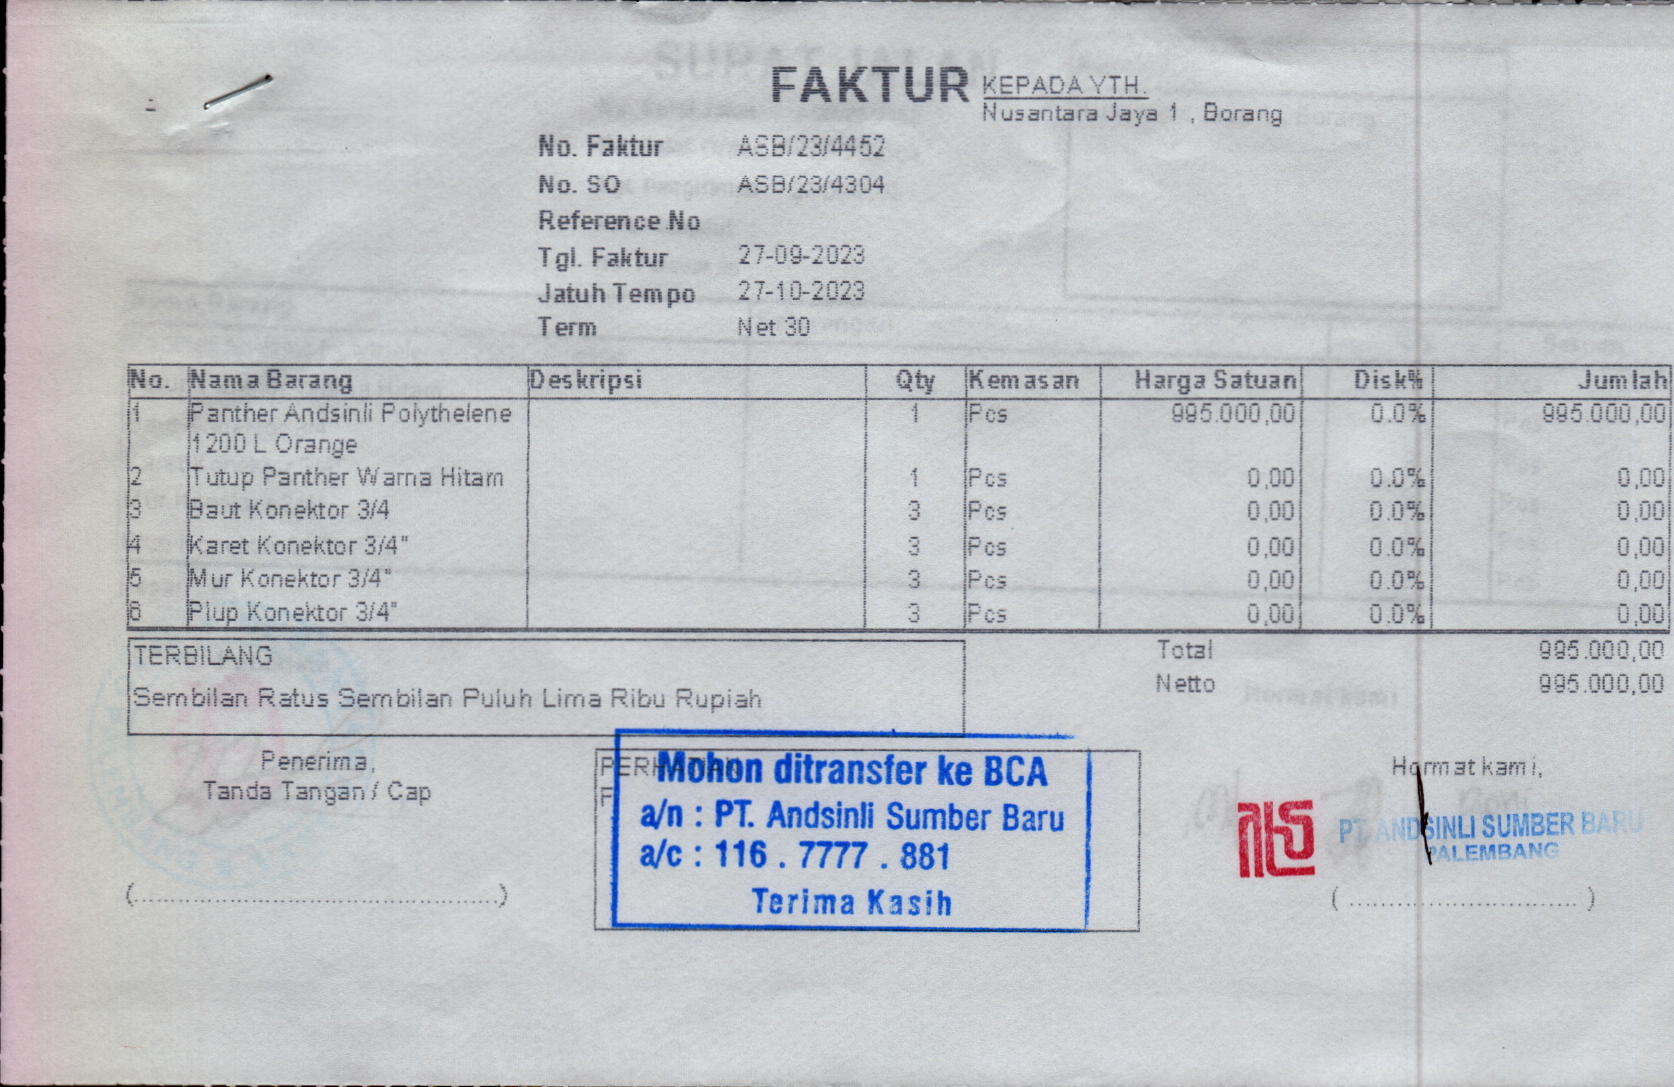 FAKTUR
KEPADA YTH.
Nusantara Jaya 1 , Borang
No. Faktur ASB/23/4452
No. SO ASB/23/4304
Reference No
Tgl. Faktur 27-09-2023
Jatuh Tempo 27-10-2023
Term Net 30
No. Nama Barang Deskripsi Qty Kemasan Harga Satuan Disk% Jumlah
1 Panther Andsinli Polythelene 1 Pcs 995.000,00 0.0% 995.000,00
1200 L Orange
2 Tutup Panther Warna Hitam 1 Pcs 0,00 0.0% 0,00
3 Baut Konektor 3/4 3 Pcs 0,00 0.0% 0,00
4 Karet Konektor 3/4" 3 Pcs 0,00 0.0% 0,00
5 Mur Konektor 3/4" 3 Pcs 0,00 0.0% 0,00
6 Plup Konektor 3/4" 3 Pcs 0,00 0.0% 0,00
TERBILANG
Sembilan Ratus Sembilan Puluh Lima Ribu Rupiah
Total 995.000,00
Netto 995.000,00
Penerima,
Tanda Tangan / Cap
(........................................)
Mohon ditransfer ke BCA
a/n : PT. Andsinli Sumber Baru
a/c : 116 . 7777 . 881
Terima Kasih
Hormat kami,
PT ANDSINLI SUMBER BARU
PALEMBANG
(............................)